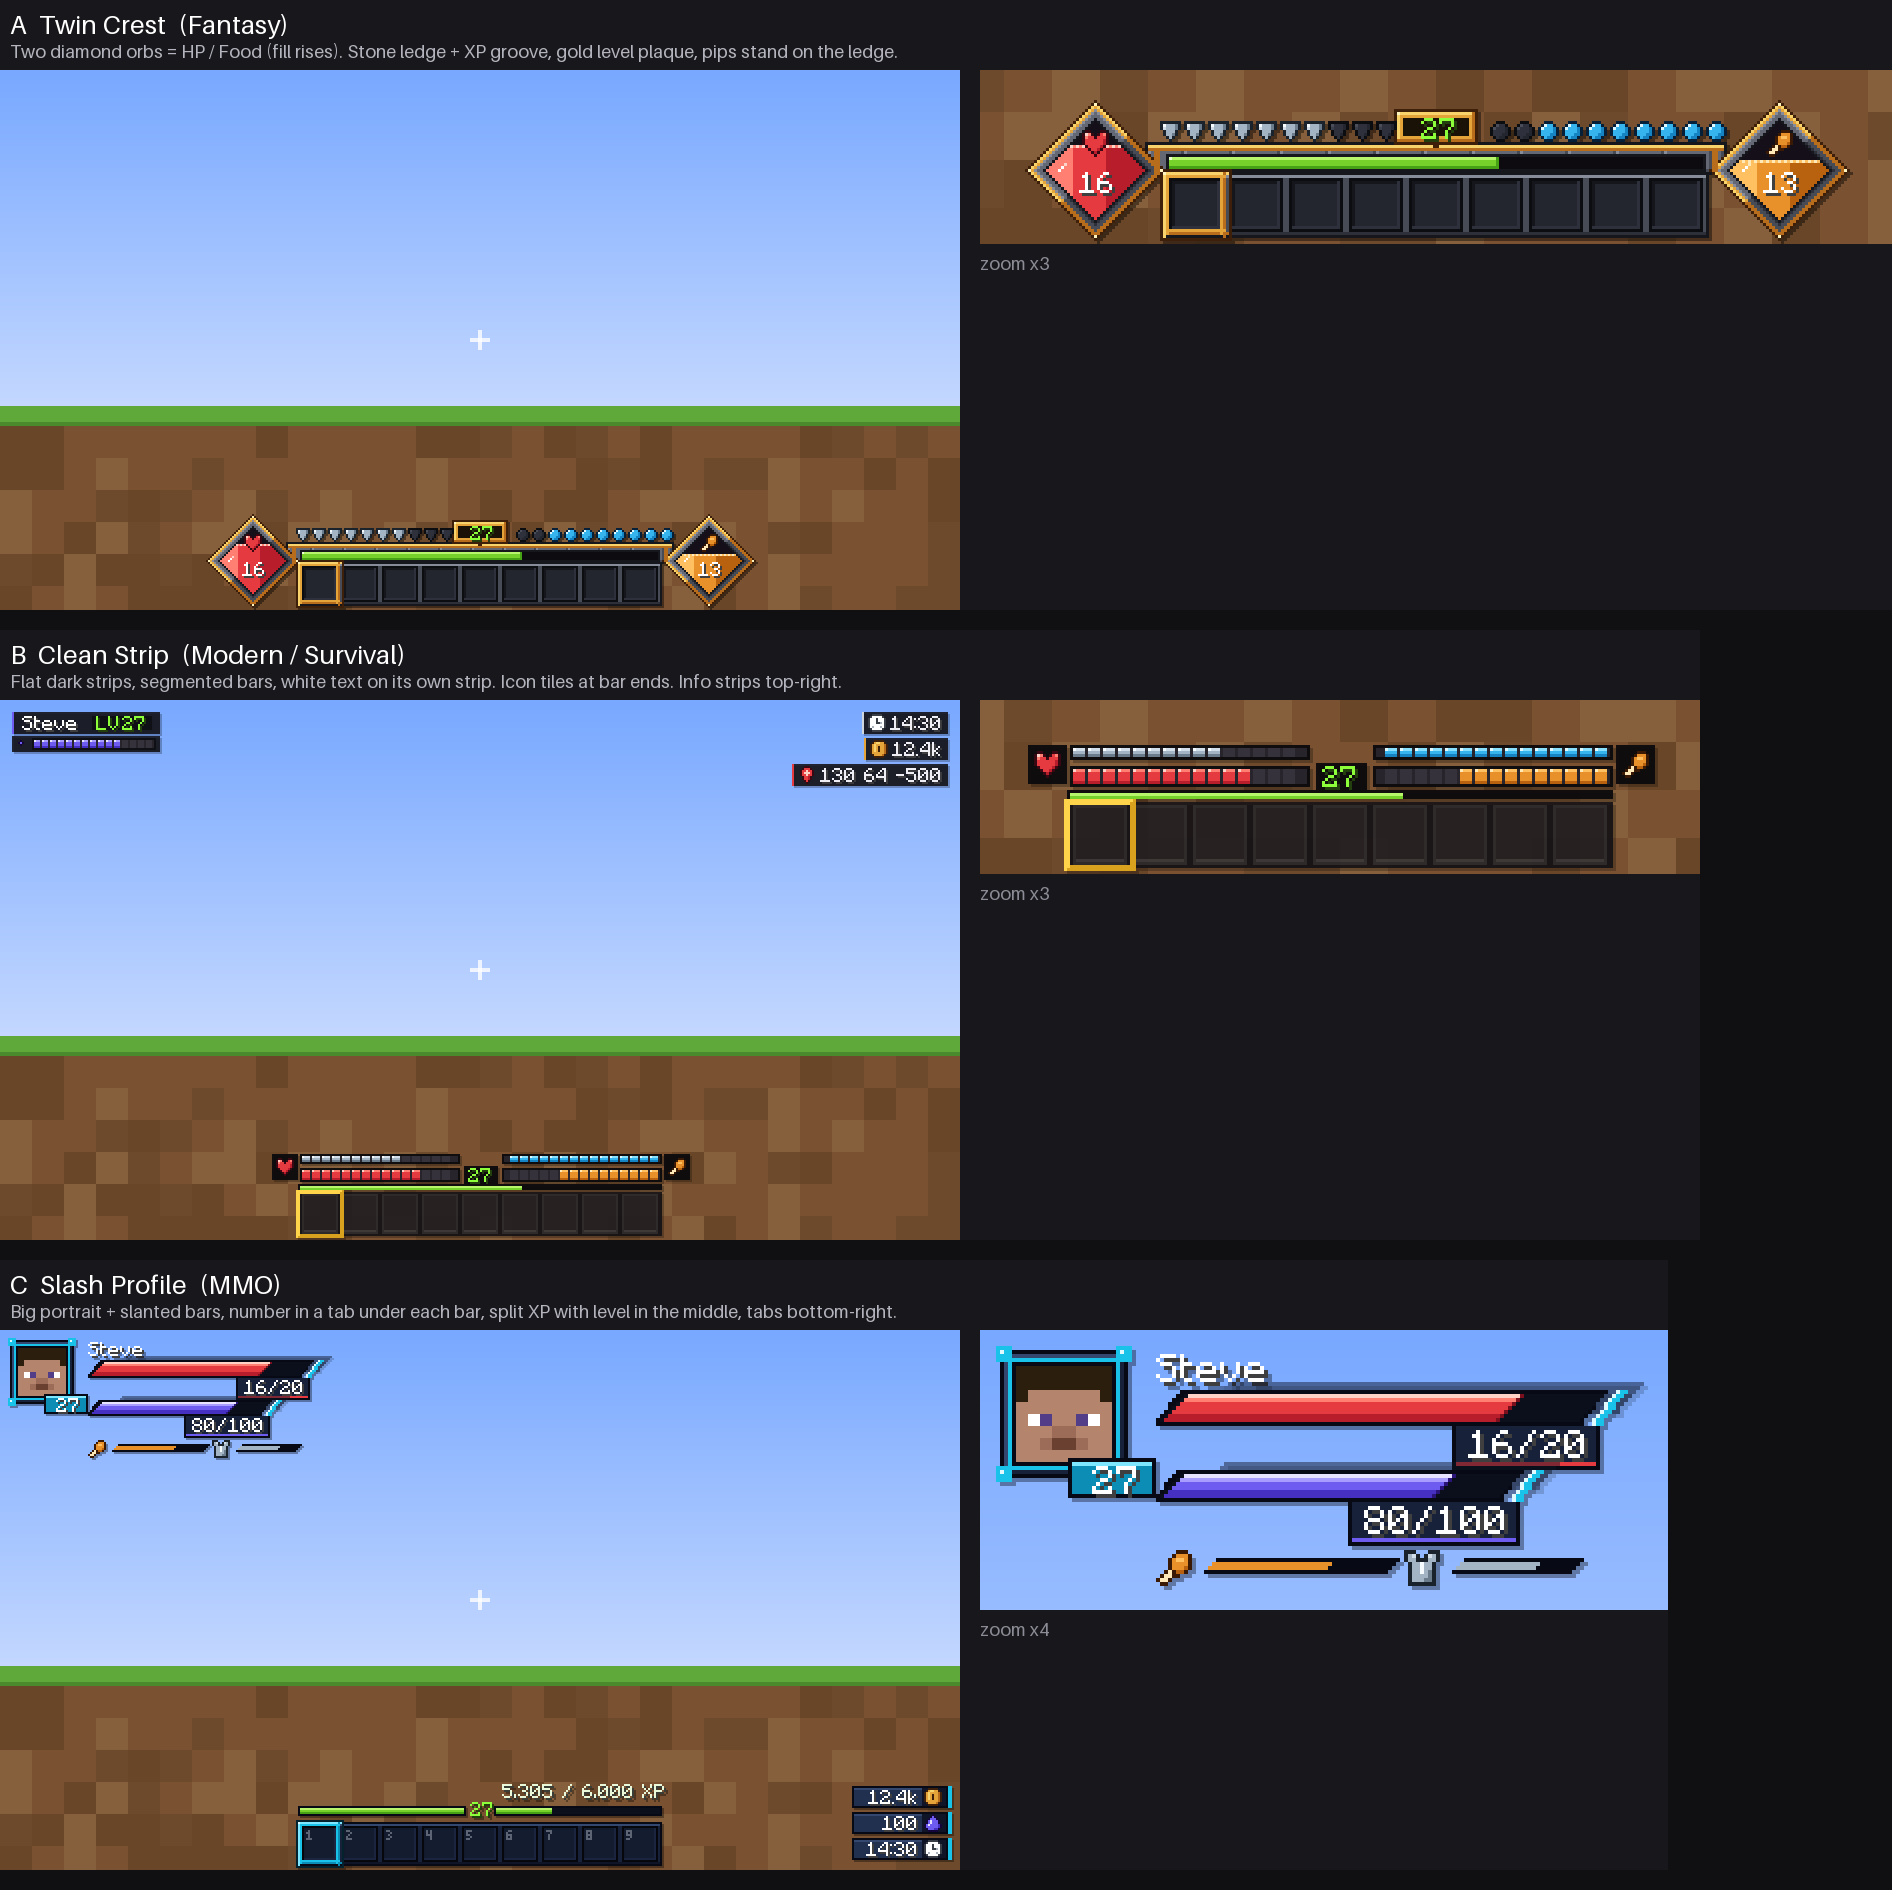 A Twin Crest (Fantasy)
Two diamond orbs = HP / Food (fill rises). Stone ledge + XP groove, gold level plaque, pips stand on the ledge.
27
16
13
27
16
13
zoom x3
B Clean Strip (Modern / Survival)
Flat dark strips, segmented bars, white text on its own strip. Icon tiles at bar ends. Info strips top-right.
Steve LV27
14:30
12.4k
130 64 -500
27
27
zoom x3
C Slash Profile (MMO)
Big portrait + slanted bars, number in a tab under each bar, split XP with level in the middle, tabs bottom-right.
Steve
16/20
27
80/100
Steve
16/20
27
80/100
zoom x4
5.305 / 6.000 XP
27
1 2 3 4 5 6 7 8 9
12.4k
100
14:30